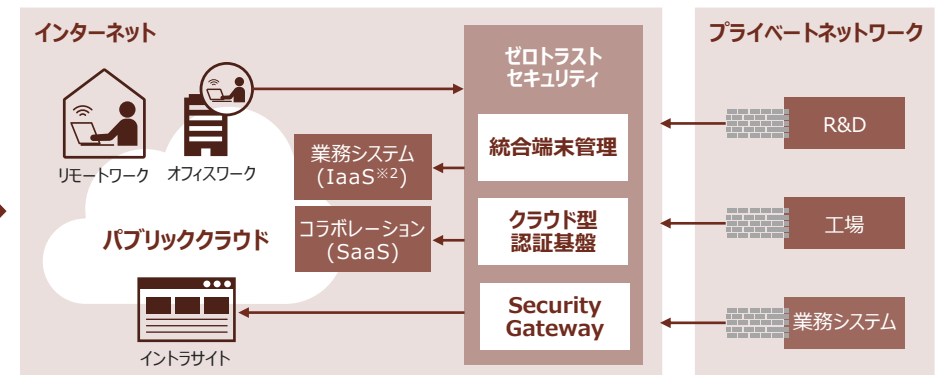 インターネット
プライベートネットワーク
ゼロトラスト
セキュリティ
統合端末管理
クラウド型
認証基盤
Security
Gateway
リモートワーク
オフィスワーク
業務システム
(IaaS※2)
コラボレーション
(SaaS)
パブリッククラウド
イントラサイト
R&D
工場
業務システム